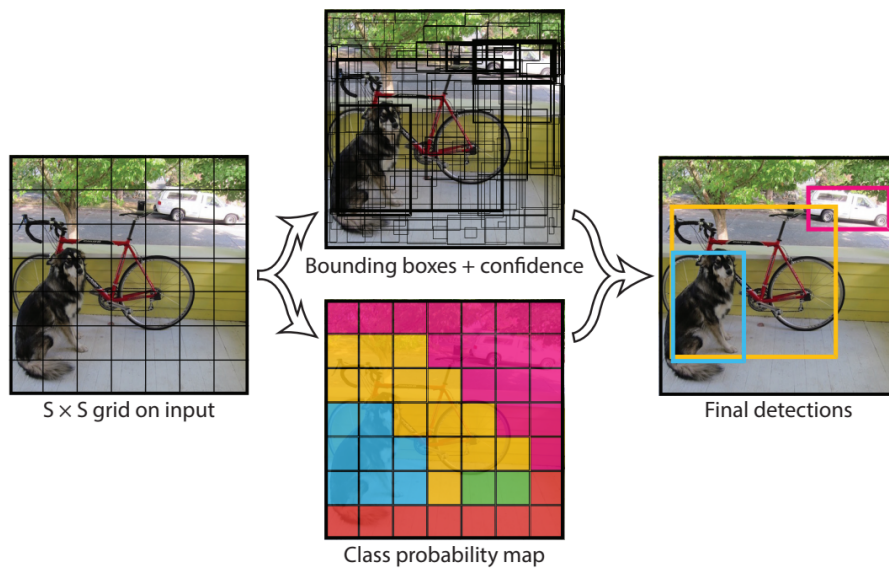 Bounding boxes + confidence
S × S grid on input
Final detections
Class probability map